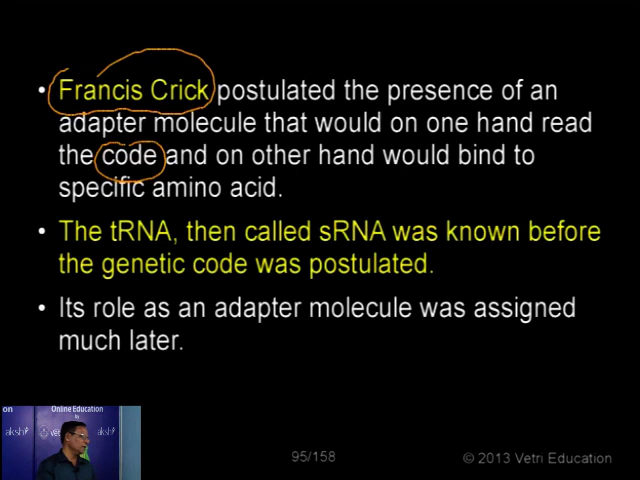 • Francis Crick postulated the presence of an
adapter molecule that would on one hand read
the code and on other hand would bind to
specific amino acid.
• The tRNA, then called sRNA was known before
the genetic code was postulated.
• Its role as an adapter molecule was assigned
much later.
on Online Education
aksh
95/158
© 2013 Vetri Education